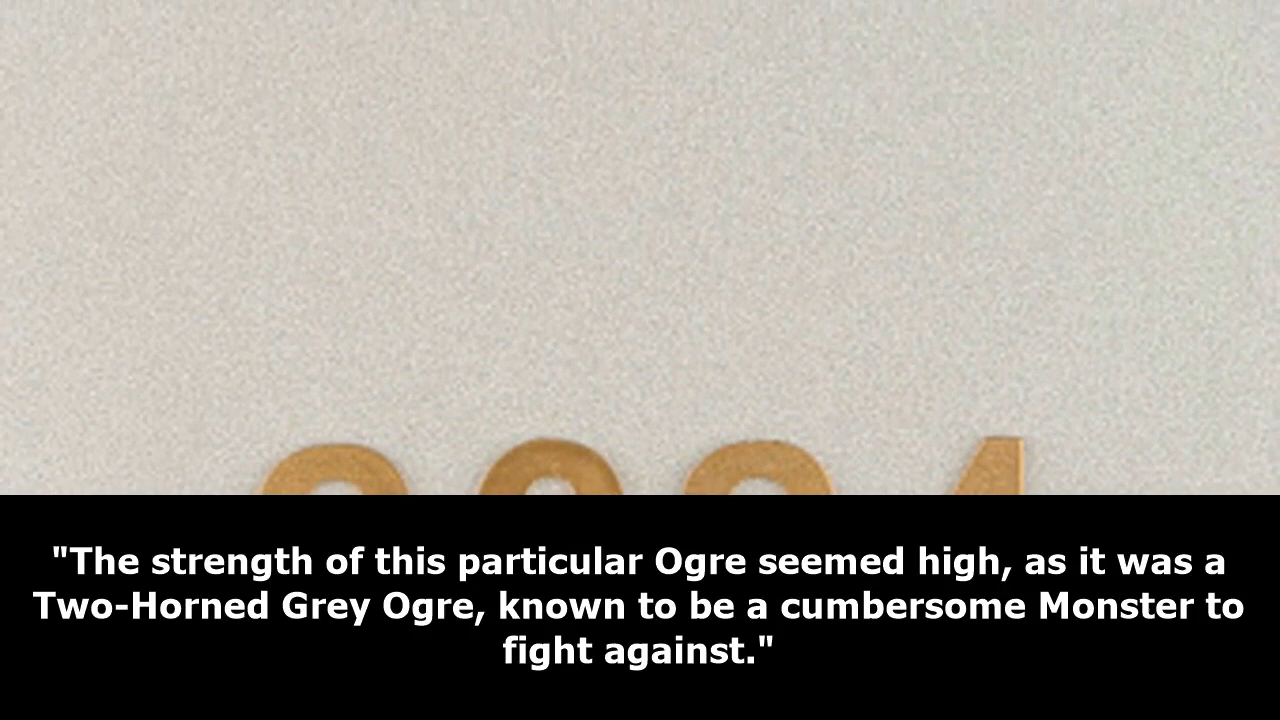 "The strength of this particular Ogre seemed high, as it was a
Two-Horned Grey Ogre, known to be a cumbersome Monster to
fight against."